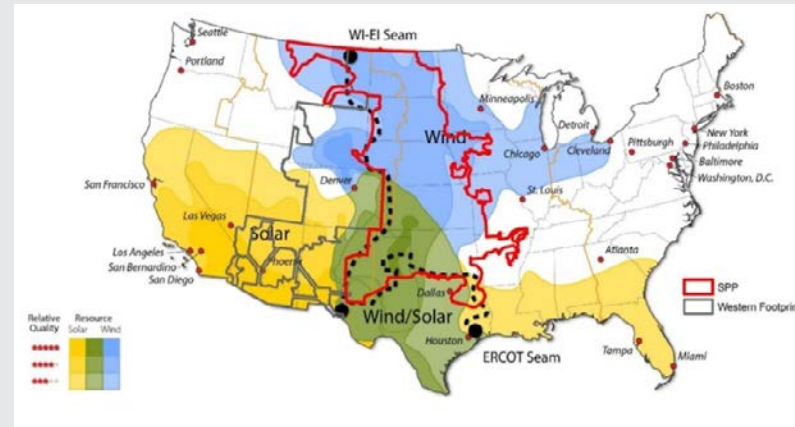 WI-EI Seam
Seattle
Portland
Minneapolis
Boston
Detroit
Wind
New York
Chicago
Cleveland
Pittsburgh
Philadelphia
Baltimore
Washington, D.C.
Denver
San Francisco
St. Louis
Las Vegas
Solar
Los Angeles
San Bernardino
San Diego
Phoenix
Atlanta
Dallas
Wind/Solar
Houston
ERCOT Seam
Tampa
Miami
SPP
Western Footprint
Relative
Quality
Resource
Solar
Wind